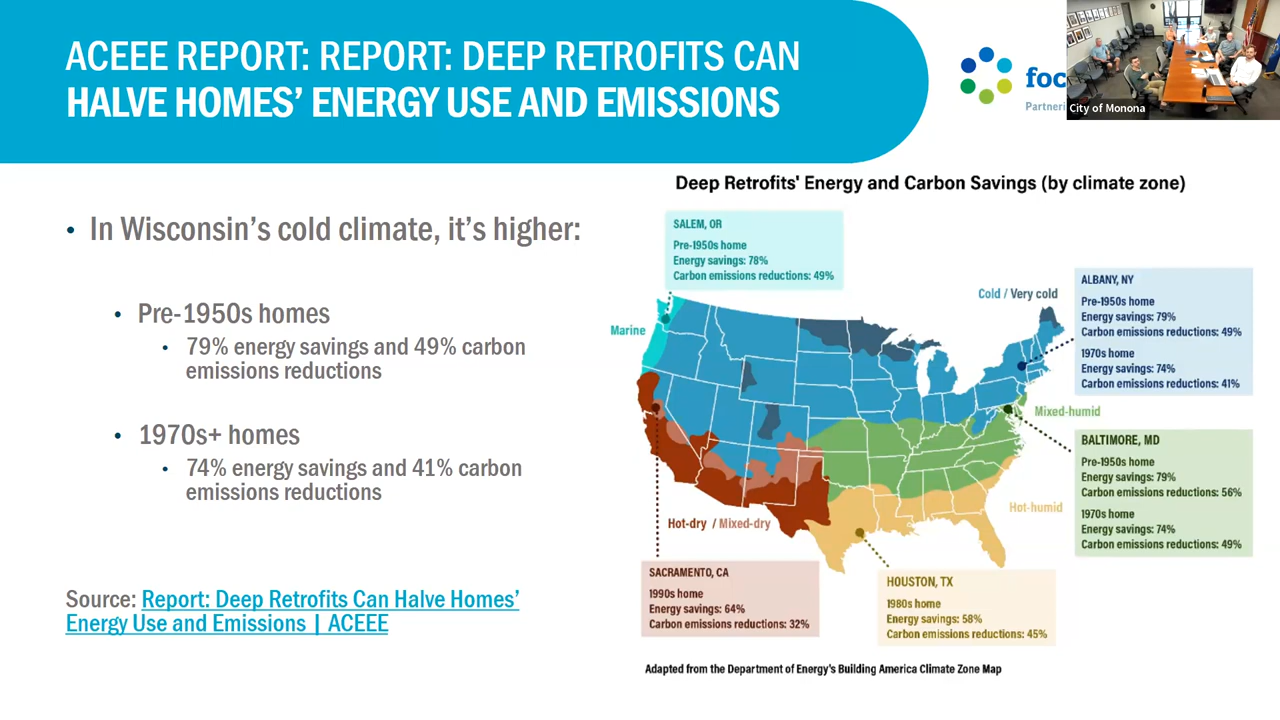 ACEEE REPORT: REPORT: DEEP RETROFITS CAN
HALVE HOMES' ENERGY USE AND EMISSIONS
City of Monona
• In Wisconsin's cold climate, it's higher:
• Pre-1950s homes
• 79% energy savings and 49% carbon
emissions reductions
• 1970s+ homes
• 74% energy savings and 41% carbon
emissions reductions
Source: Report: Deep Retrofits Can Halve Homes'
Energy Use and Emissions | ACEEE
Deep Retrofits' Energy and Carbon Savings (by climate zone)
SALEM, OR
Pre-1950s home
Energy savings: 78%
Carbon emissions reductions: 49%
Cold / Very cold
Marine
ALBANY, NY
Pre-1950s home
Energy savings: 79%
Carbon emissions reductions: 49%
1970s home
Energy savings: 74%
Carbon emissions reductions: 41%
Mixed-humid
BALTIMORE, MD
Pre-1950s home
Energy savings: 79%
Carbon emissions reductions: 56%
1970s home
Energy savings: 74%
Carbon emissions reductions: 49%
Hot-humid
Hot-dry / Mixed-dry
SACRAMENTO, CA
1990s home
Energy savings: 64%
Carbon emissions reductions: 32%
HOUSTON, TX
1980s home
Energy savings: 58%
Carbon emissions reductions: 45%
Adapted from the Department of Energy's Building America Climate Zone Map